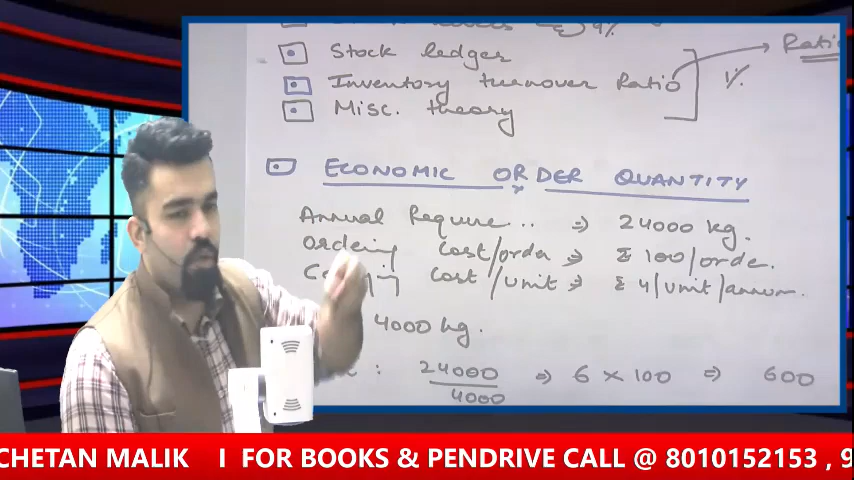 Stock ledger
Inventory turnover Ratio 1%.
Misc. theory
ECONOMIC ORDER QUANTITY
Annual Require... ⇒ 24000 kg.
Ordering cost/order ⇒ ₹ 100/order.
cost/unit ⇒ ₹ 4/unit/annum.
4000 kg.
: 24000 ⇒ 6 × 100 ⇒ 600
4000
CHETAN MALIK I FOR BOOKS & PENDRIVE CALL @ 8010152153 , 9